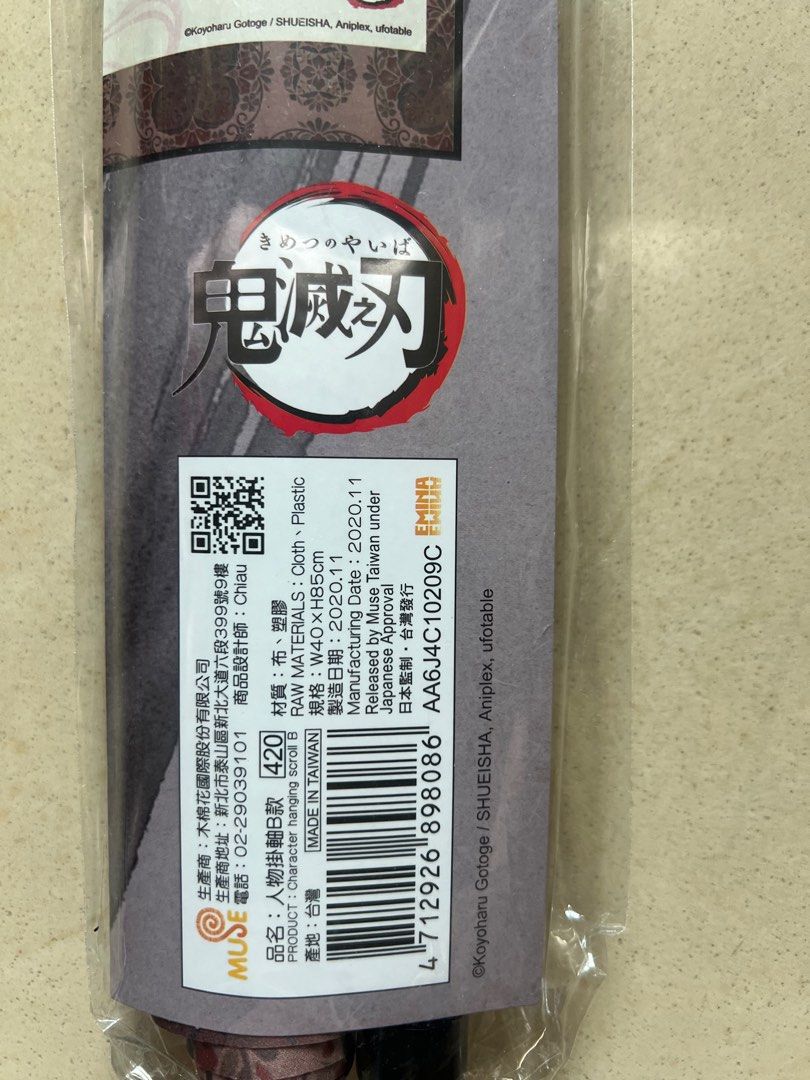 ©Koyoharu Gotoge / SHUEISHA, Aniplex, ufotable
きめつのやいば
鬼滅之刃
MUSE
生產商：木棉花國際股份有限公司
生產商地址：新北市泰山區新北大道六段399號9樓
電話：02-29039101 商品設計師：Chiau
品名：人物掛軸B款 420
PRODUCT：Character hanging scroll B
產地：台灣 MADE IN TAIWAN
材質：布、塑膠
RAW MATERIALS：Cloth、Plastic
規格：W40×H85cm
製造日期：2020.11
Manufacturing Date：2020.11
Released by Muse Taiwan under
Japanese Approval
日本監制・台灣發行
4 712926 898086
AA6J4C10209C
EMINA
©Koyoharu Gotoge / SHUEISHA, Aniplex, ufotable